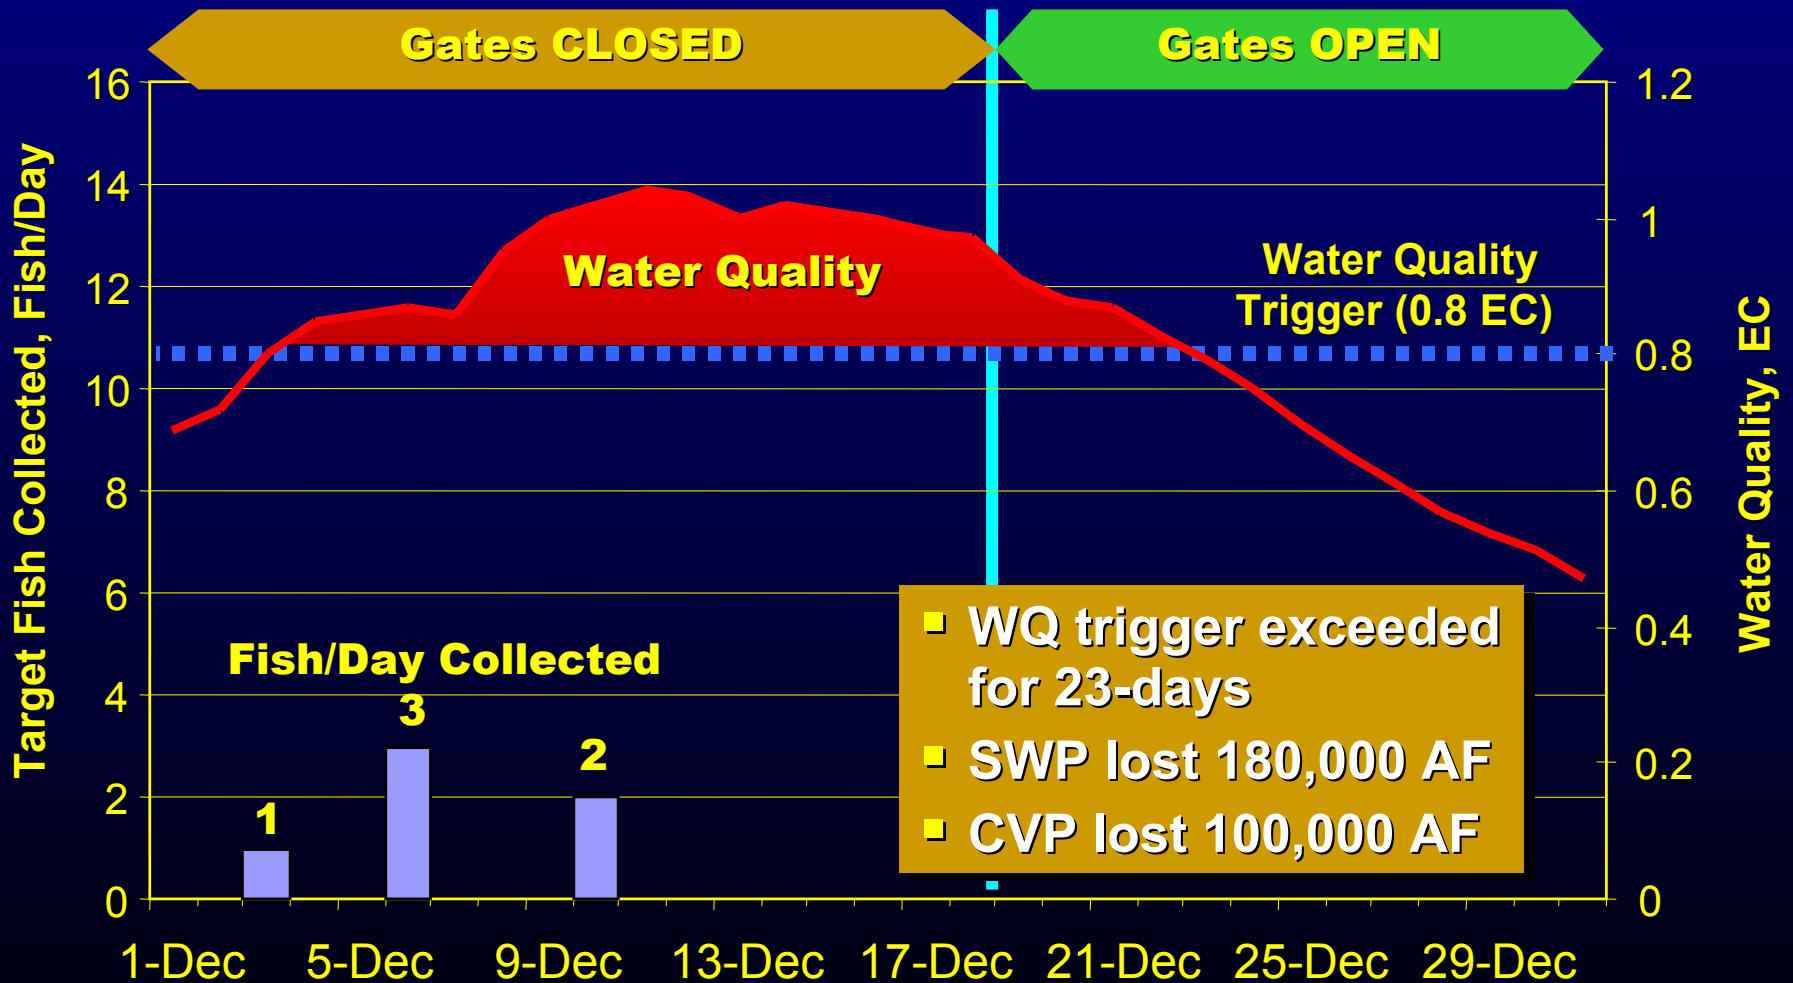 Gates CLOSED
Gates OPEN
Target Fish Collected, Fish/Day
16
14
12
10
8
6
4
2
0
Water Quality
Water Quality
Trigger (0.8 EC)
Fish/Day Collected
1
3
2
WQ trigger exceeded
for 23-days
SWP lost 180,000 AF
CVP lost 100,000 AF
1.2
1
0.8
0.6
0.4
0.2
0
Water Quality, EC
1-Dec
5-Dec
9-Dec
13-Dec
17-Dec
21-Dec
25-Dec
29-Dec